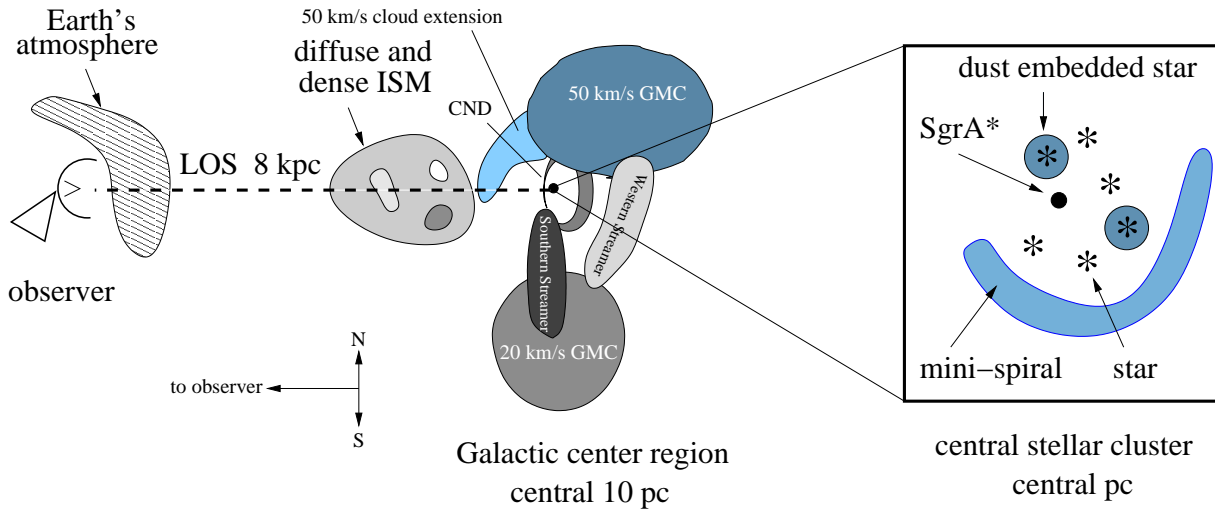 Earth's
atmosphere
50 km/s cloud extension
diffuse and
dense ISM
CND
50 km/s GMC
LOS 8 kpc
Western Streamer
Southern Streamer
20 km/s GMC
observer
N
to observer
S
Galactic center region
central 10 pc
dust embedded star
SgrA*
mini−spiral
star
central stellar cluster
central pc